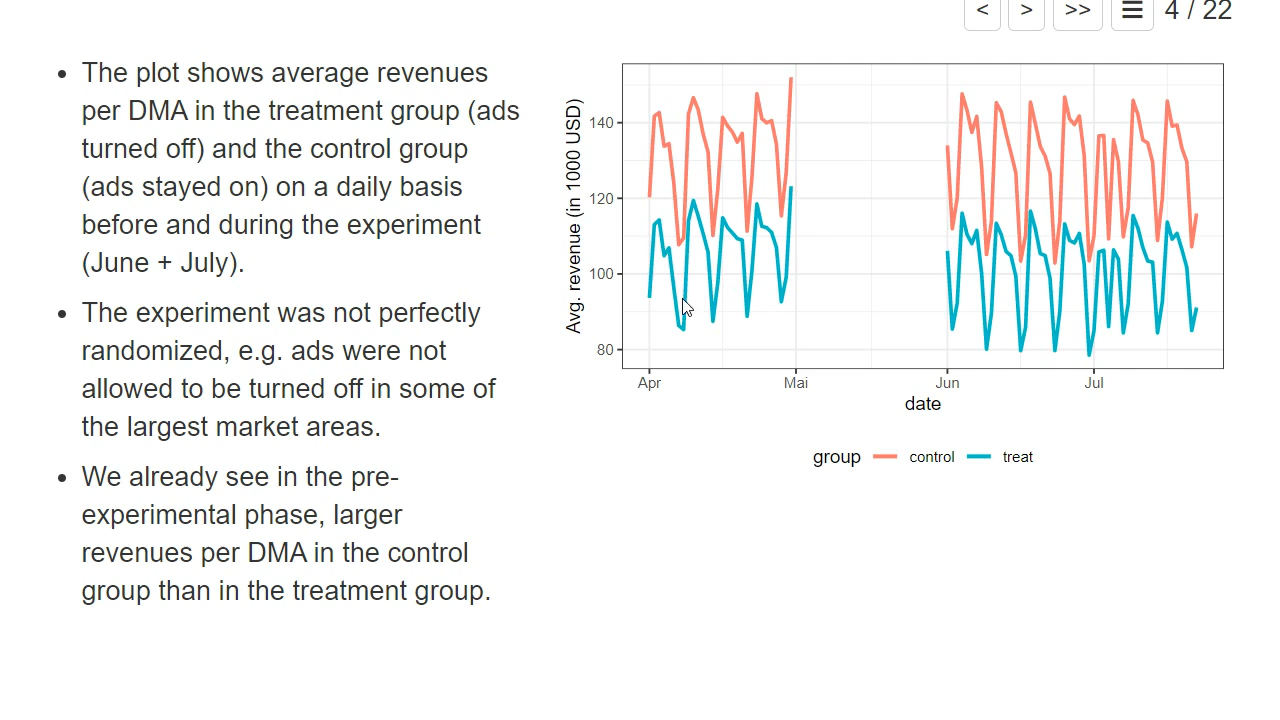 < > >> ☰ 4 / 22
• The plot shows average revenues
per DMA in the treatment group (ads
turned off) and the control group
(ads stayed on) on a daily basis
before and during the experiment
(June + July).
• The experiment was not perfectly
randomized, e.g. ads were not
allowed to be turned off in some of
the largest market areas.
• We already see in the pre-
experimental phase, larger
revenues per DMA in the control
group than in the treatment group.
Avg. revenue (in 1000 USD)
140
120
100
80
Apr Mai Jun Jul
date
group control treat